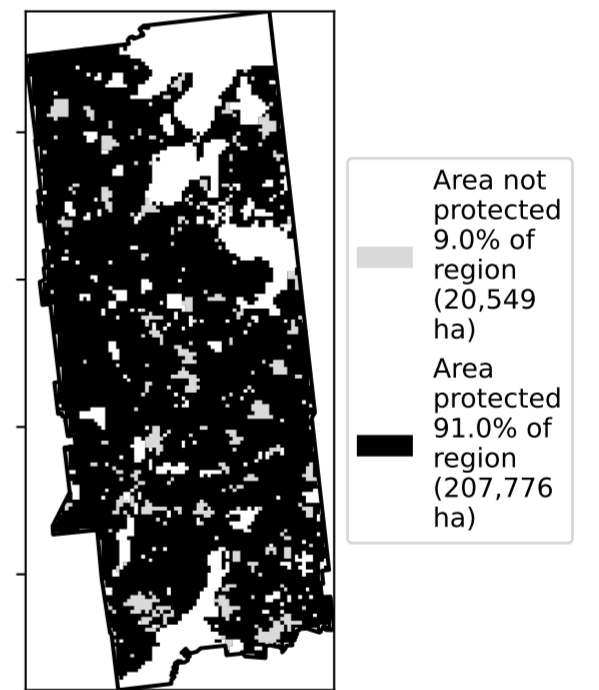 Area not
protected
9.0% of
region
(20,549
ha)
Area
protected
91.0% of
region
(207,776
ha)